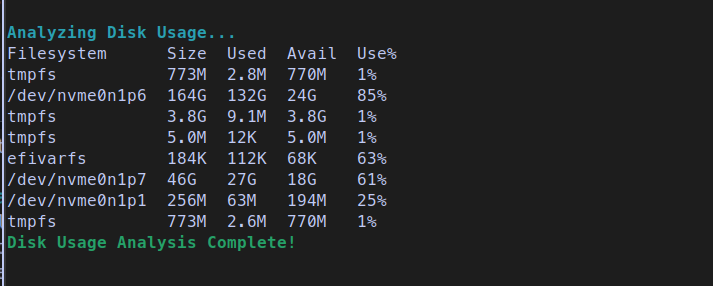 Analyzing Disk Usage...
Filesystem      Size  Used  Avail  Use%
tmpfs           773M  2.8M  770M   1%
/dev/nvme0n1p6  164G  132G  24G    85%
tmpfs           3.8G  9.1M  3.8G   1%
tmpfs           5.0M  12K   5.0M   1%
efivarfs        184K  112K  68K    63%
/dev/nvme0n1p7  46G   27G   18G    61%
/dev/nvme0n1p1  256M  63M   194M   25%
tmpfs           773M  2.6M  770M   1%
Disk Usage Analysis Complete!